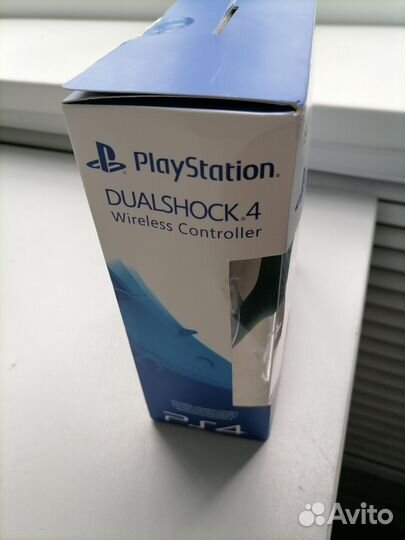 PlayStation®
DUALSHOCK®4
Wireless Controller
PS4
Avito